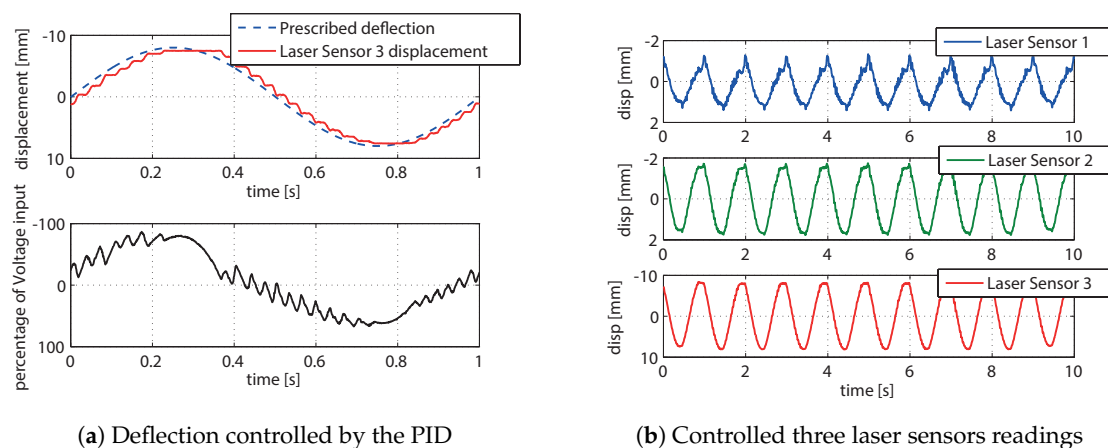 displacement [mm]
-10
0
10
Prescribed deflection
Laser Sensor 3 displacement
0 0.2 0.4 0.6 0.8 1
time [s]
percentage of Voltage input
-100
0
100
0 0.2 0.4 0.6 0.8 1
time [s]
(a) Deflection controlled by the PID
disp [mm]
-2
0
2
Laser Sensor 1
0 2 4 6 8 10
disp [mm]
-2
0
2
Laser Sensor 2
0 2 4 6 8 10
disp [mm]
-10
0
10
Laser Sensor 3
0 2 4 6 8 10
time [s]
(b) Controlled three laser sensors readings